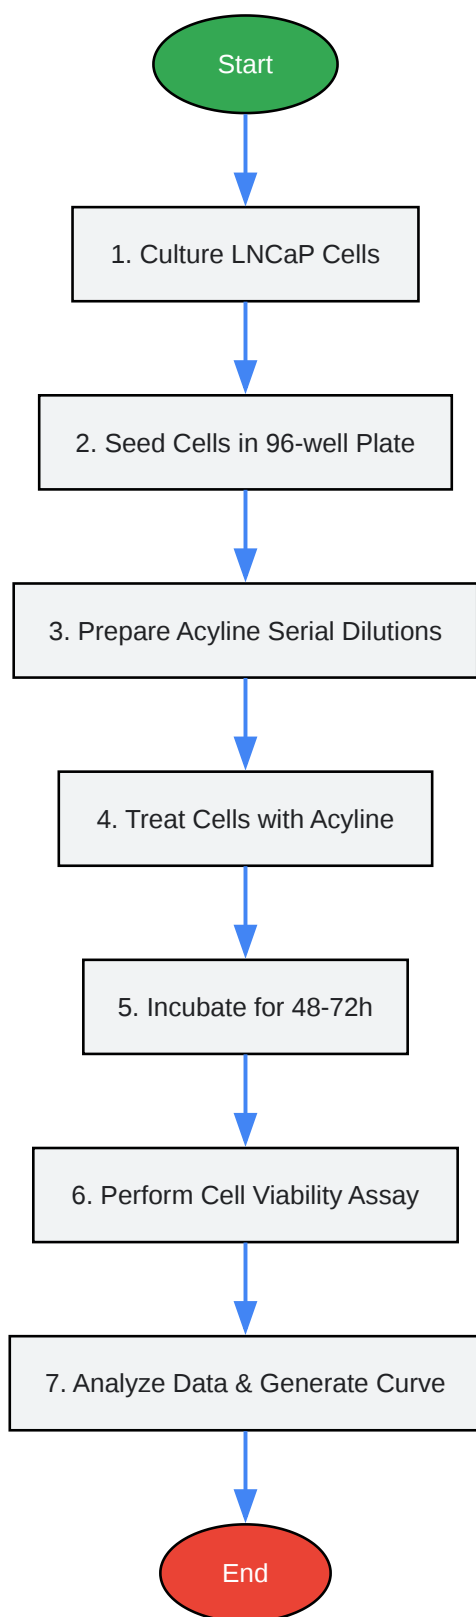 Start
1. Culture LNCaP Cells
2. Seed Cells in 96-well Plate
3. Prepare Acyline Serial Dilutions
4. Treat Cells with Acyline
5. Incubate for 48-72h
6. Perform Cell Viability Assay
7. Analyze Data & Generate Curve
End